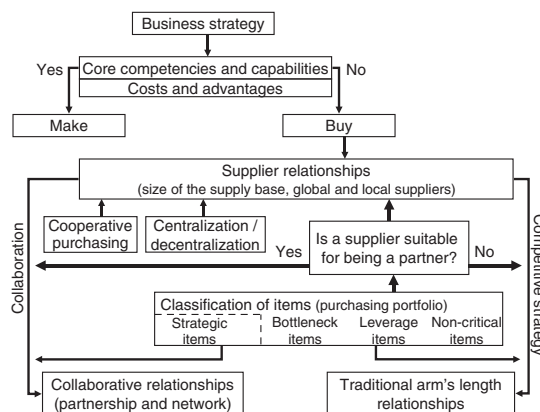 Business strategy
Yes
Core competencies and capabilities
No
Costs and advantages
Make
Buy
Supplier relationships
(size of the supply base, global and local suppliers)
Cooperative
purchasing
Centralization /
decentralization
Is a supplier suitable
for being a partner?
Yes
No
Collaboration
Competitive strategy
Classification of items (purchasing portfolio)
Strategic
items
Bottleneck
items
Leverage
items
Non-critical
items
Collaborative relationships
(partnership and network)
Traditional arm's length
relationships